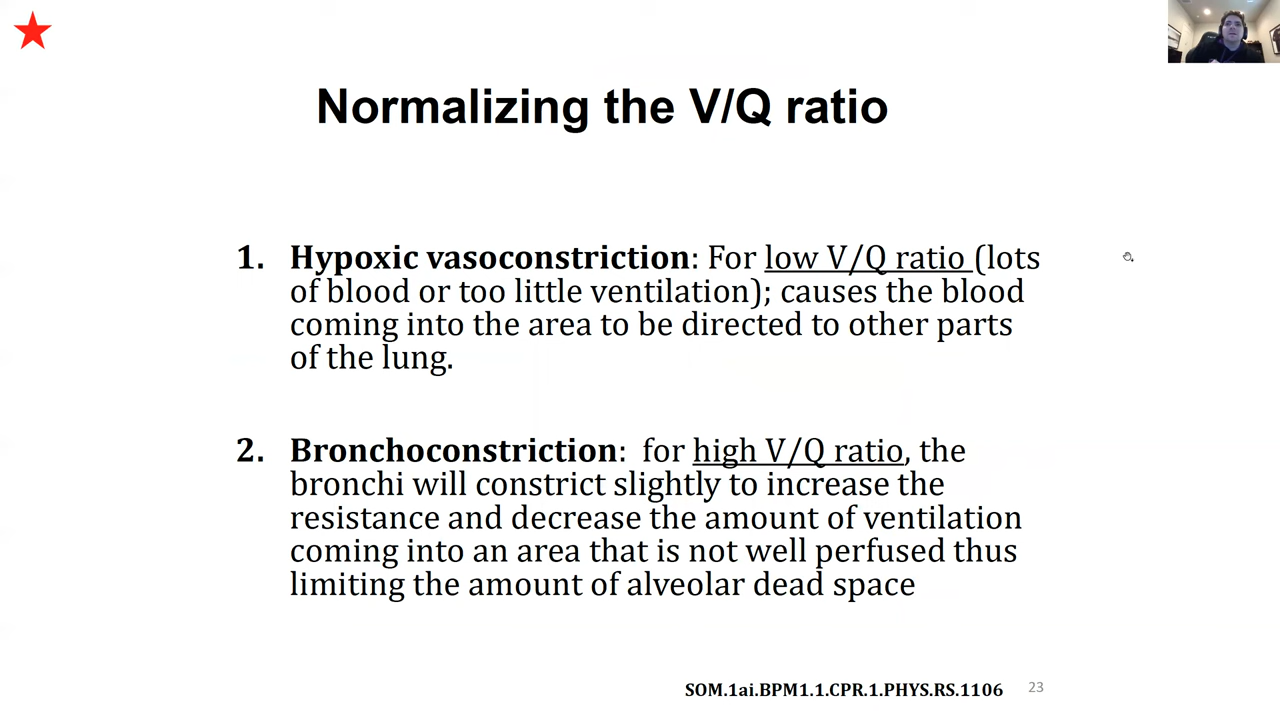 Normalizing the V/Q ratio
1. Hypoxic vasoconstriction: For low V/Q ratio (lots
of blood or too little ventilation); causes the blood
coming into the area to be directed to other parts
of the lung.
2. Bronchoconstriction: for high V/Q ratio, the
bronchi will constrict slightly to increase the
resistance and decrease the amount of ventilation
coming into an area that is not well perfused thus
limiting the amount of alveolar dead space
SOM.1ai.BPM1.1.CPR.1.PHYS.RS.1106 23